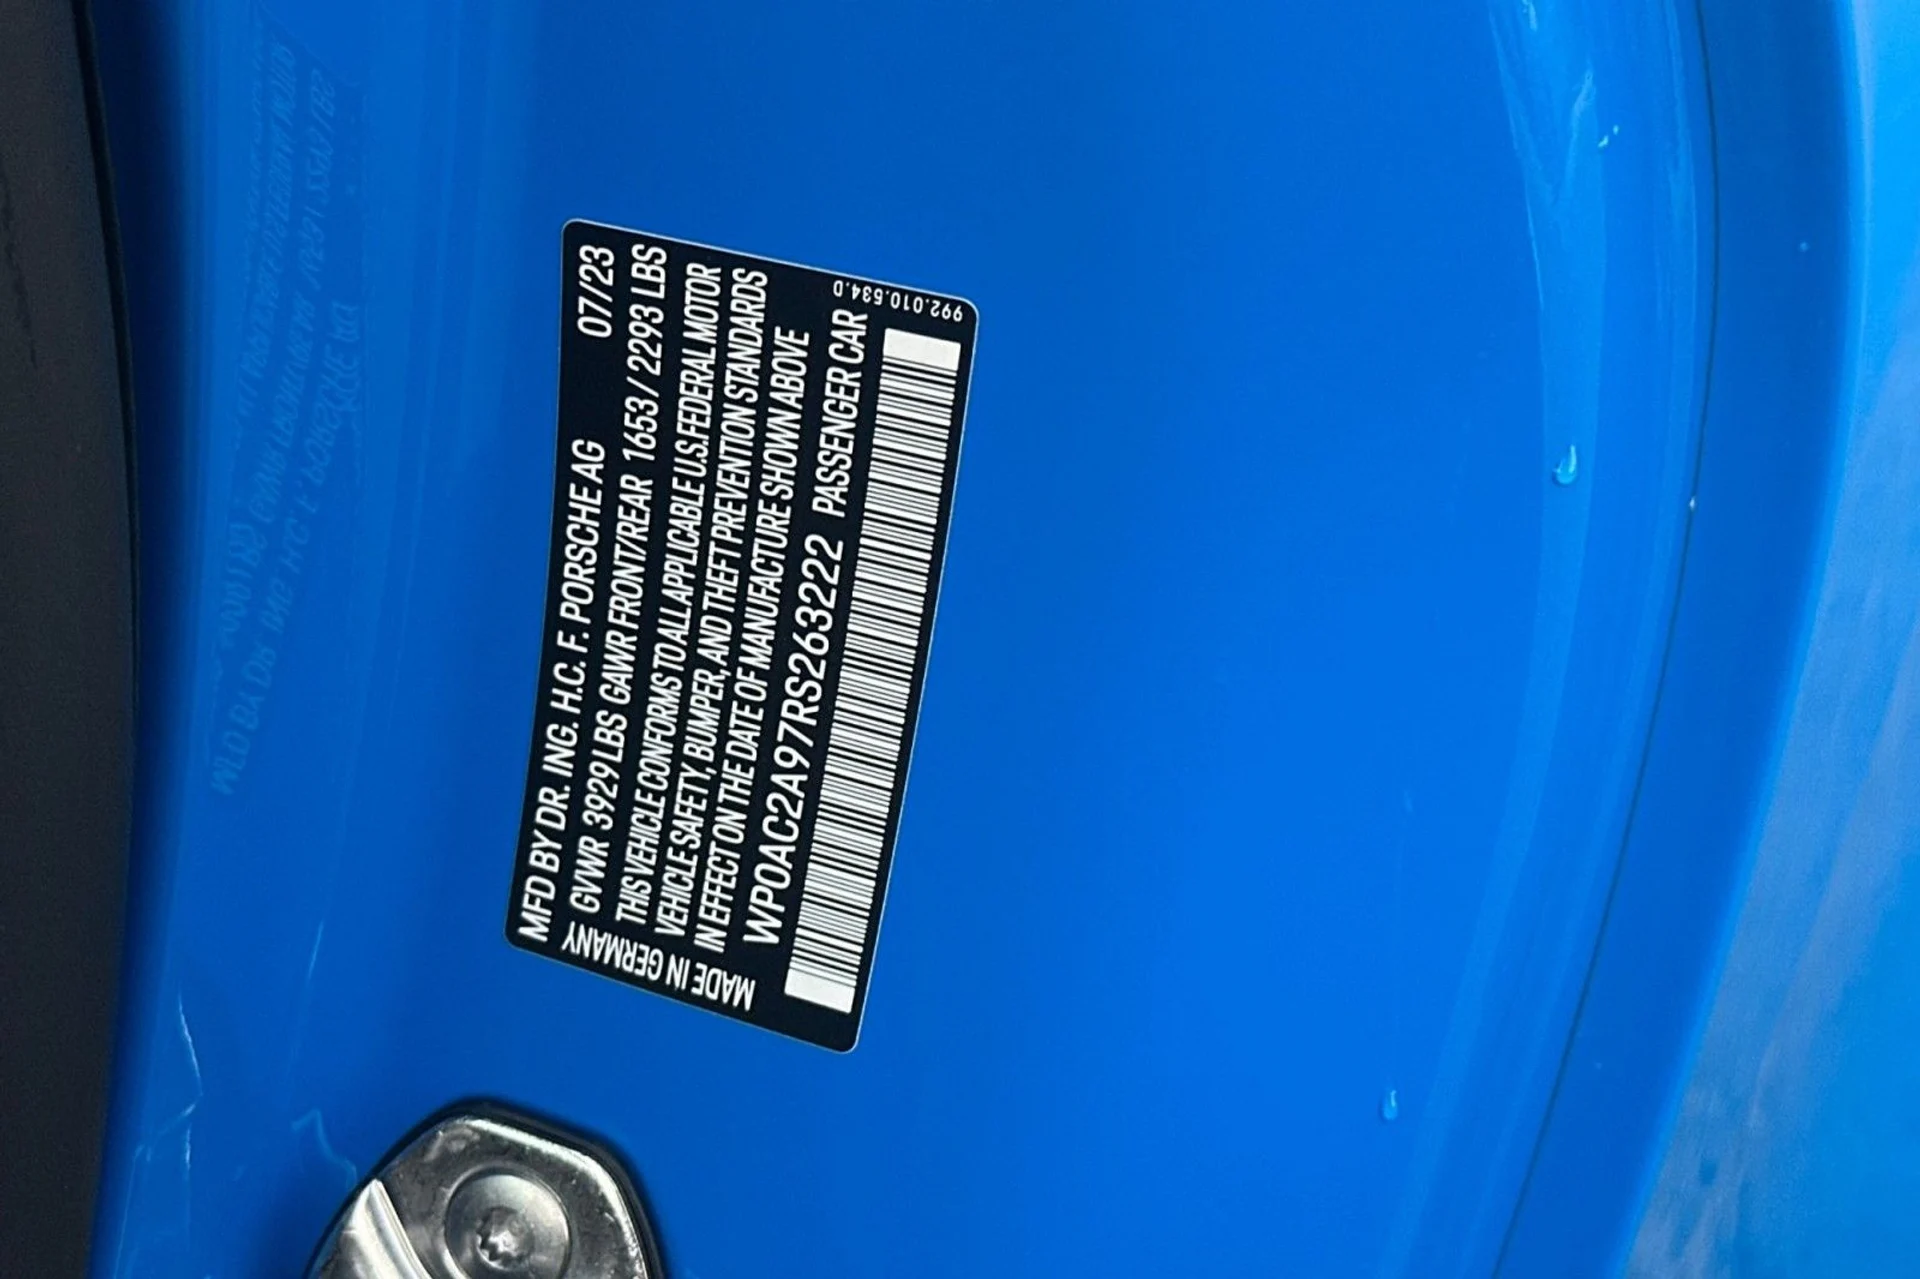 MFD BY DR. ING. H.C. F. PORSCHE AG 07/23
GVWR 3929 LBS GAWR FRONT/REAR 1653 / 2293 LBS
THIS VEHICLE CONFORMS TO ALL APPLICABLE U.S. FEDERAL MOTOR
VEHICLE SAFETY, BUMPER, AND THEFT PREVENTION STANDARDS
IN EFFECT ON THE DATE OF MANUFACTURE SHOWN ABOVE
WP0AC2A97RS263222 PASSENGER CAR
MADE IN GERMANY
992.010.534.D